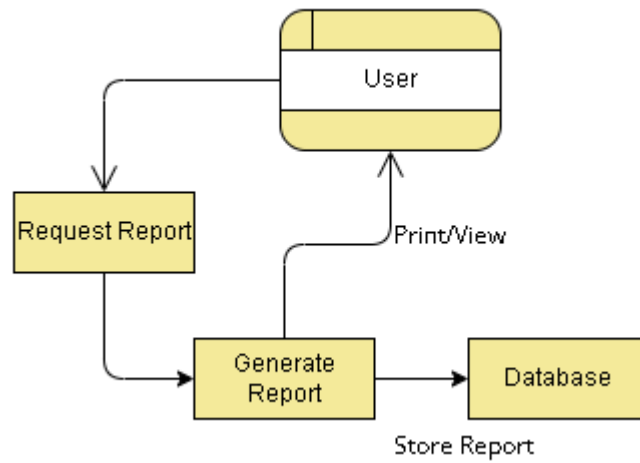 User
Request Report
Print/View
Generate
Report
Database
Store Report